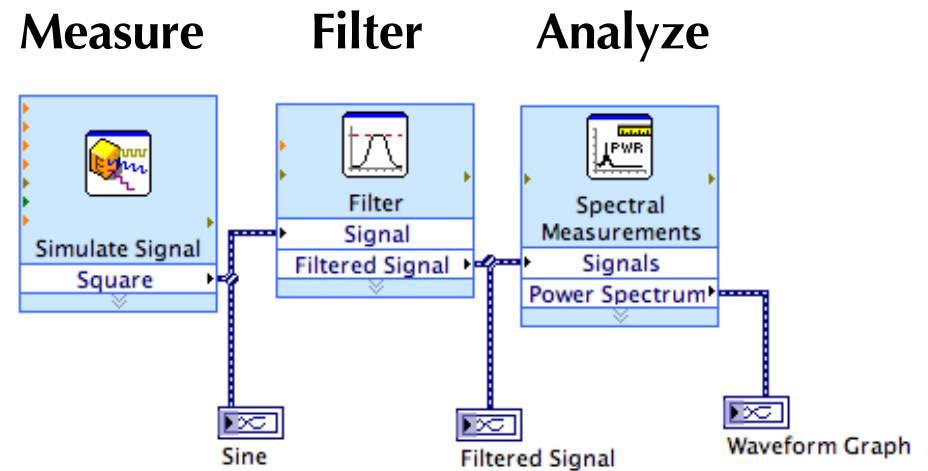 Measure Filter Analyze
PWR
Simulate Signal
Square
Filter
Signal
Filtered Signal
Spectral
Measurements
Signals
Power Spectrum
Sine
Filtered Signal
Waveform Graph